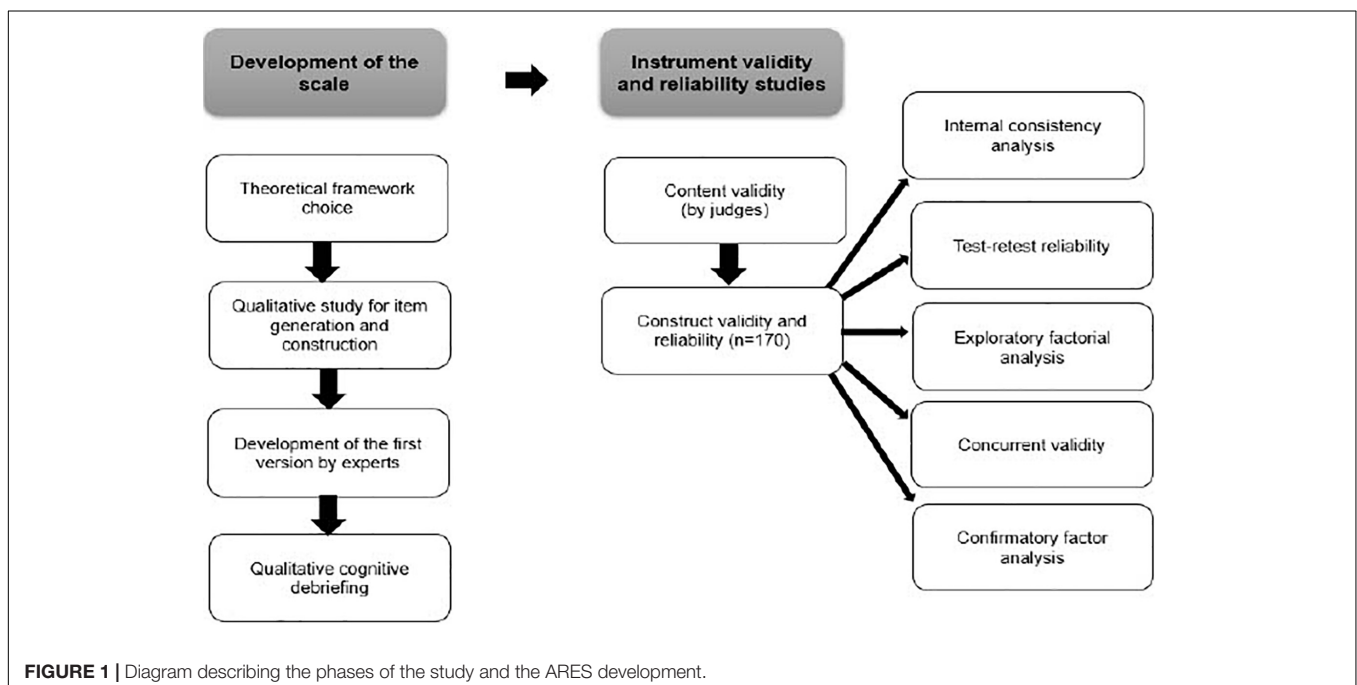 Development of the
scale
Instrument validity
and reliability studies
Theoretical framework
choice
Qualitative study for item
generation and
construction
Development of the first
version by experts
Qualitative cognitive
debriefing
Content validity
(by judges)
Construct validity and
reliability (n=170)
Internal consistency
analysis
Test-retest reliability
Exploratory factorial
analysis
Concurrent validity
Confirmatory factor
analysis
FIGURE 1 | Diagram describing the phases of the study and the ARES development.